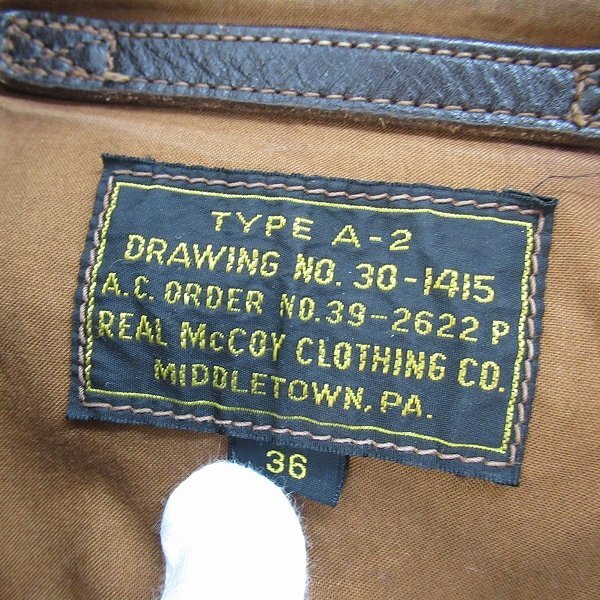 TYPE A-2
DRAWING NO. 30-1415
A.C. ORDER NO.39-2622 P
REAL McCOY CLOTHING CO.
MIDDLETOWN, PA.
36